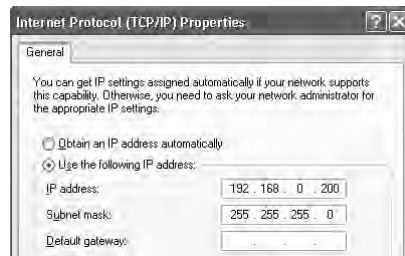 Internet Protocol (TCP/IP) Properties
General
You can get IP settings assigned automatically if your network supports
this capability. Otherwise, you need to ask your network administrator for
the appropriate IP settings.
Obtain an IP address automatically
Use the following IP address:
IP address: 192 . 168 . 0 . 200
Subnet mask: 255 . 255 . 255 . 0
Default gateway: . . .